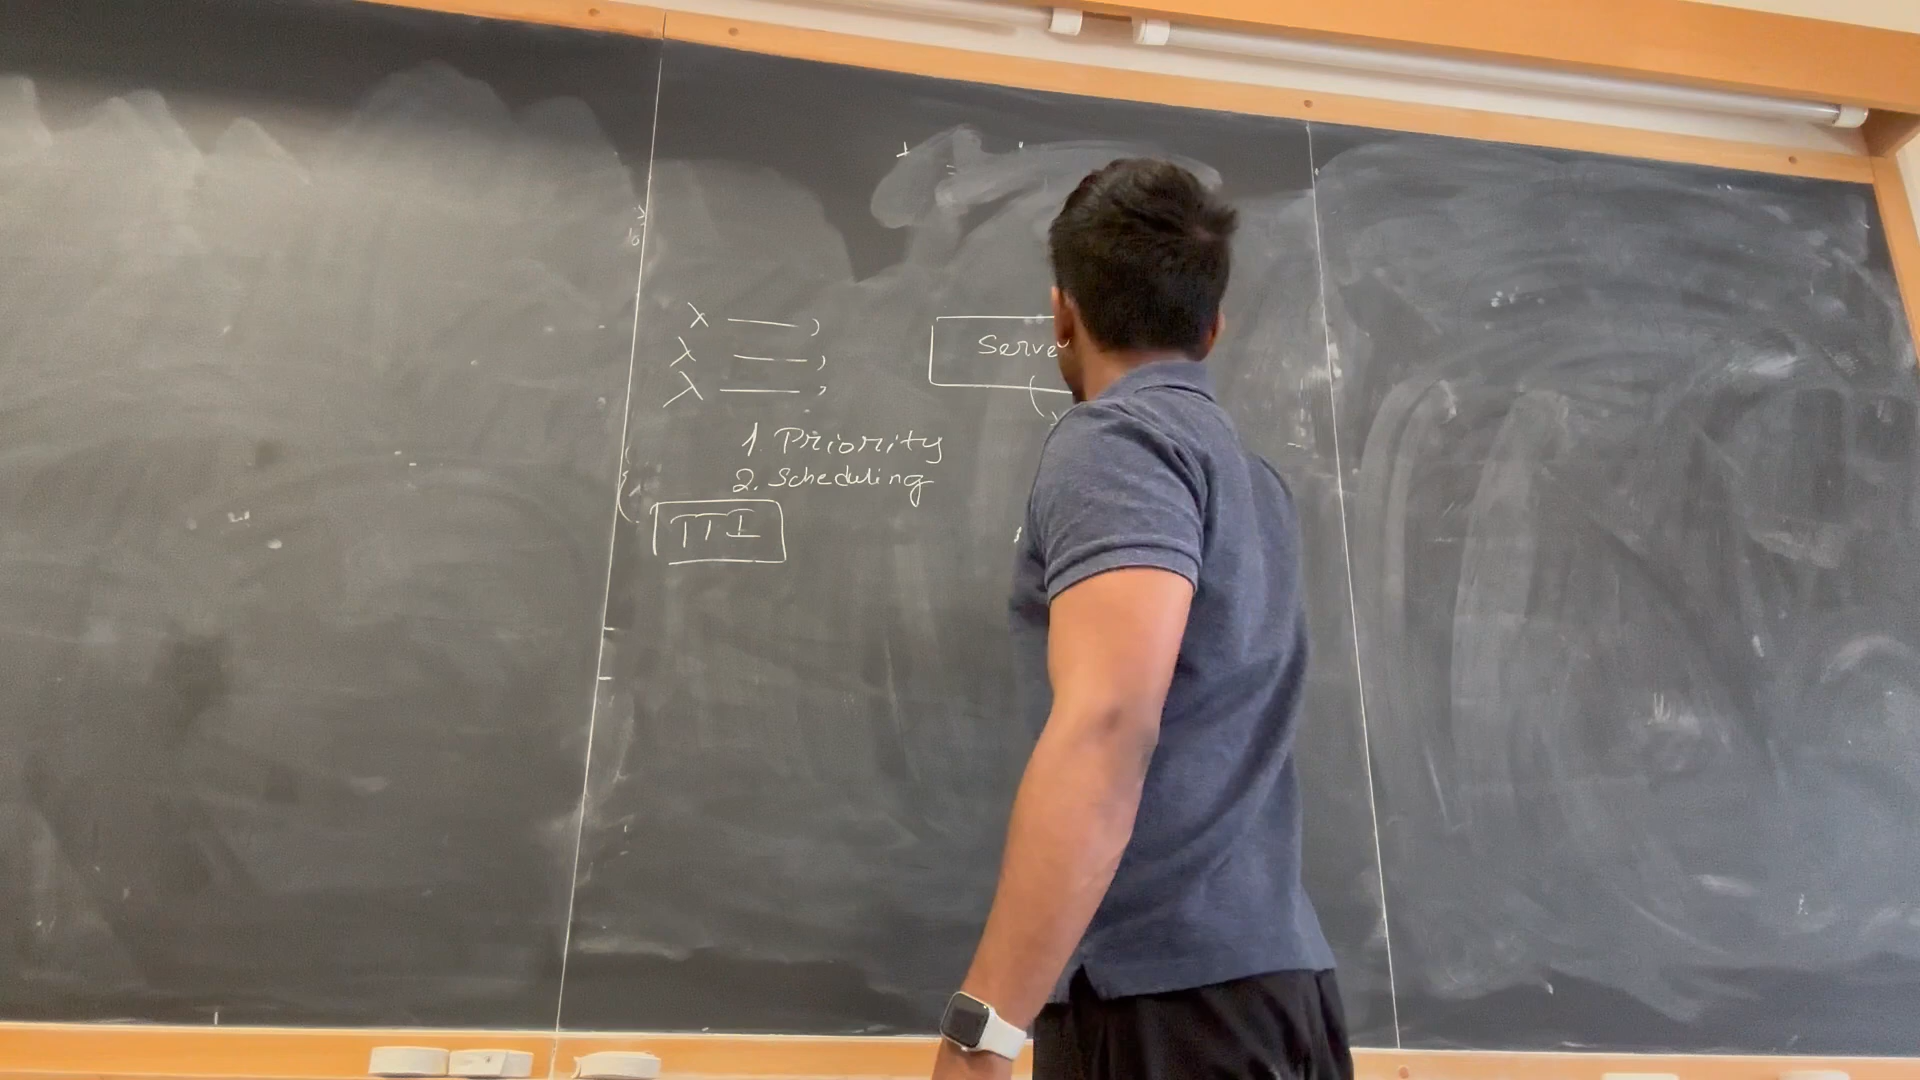 λ
λ
λ
Serve
1. Priority
2. Scheduling
TTI